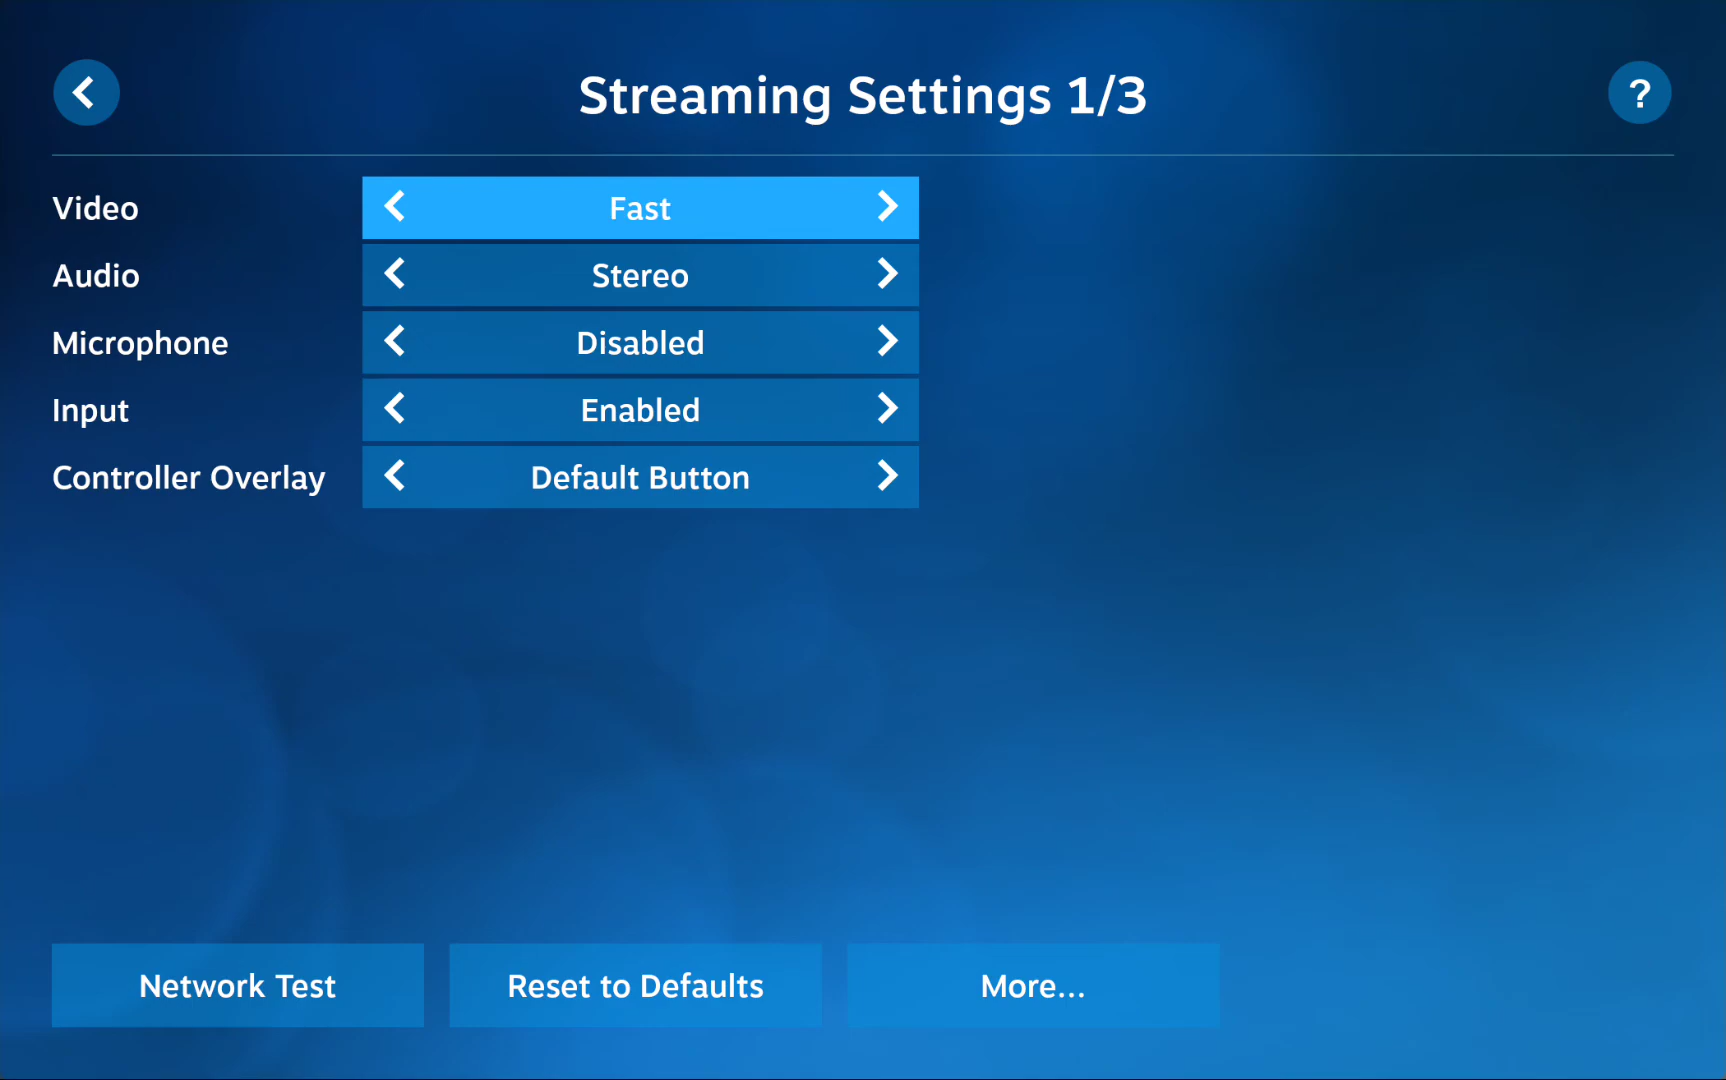 Streaming Settings 1/3
?
Video
Fast
Audio
Stereo
Microphone
Disabled
Input
Enabled
Controller Overlay
Default Button
Network Test
Reset to Defaults
More...